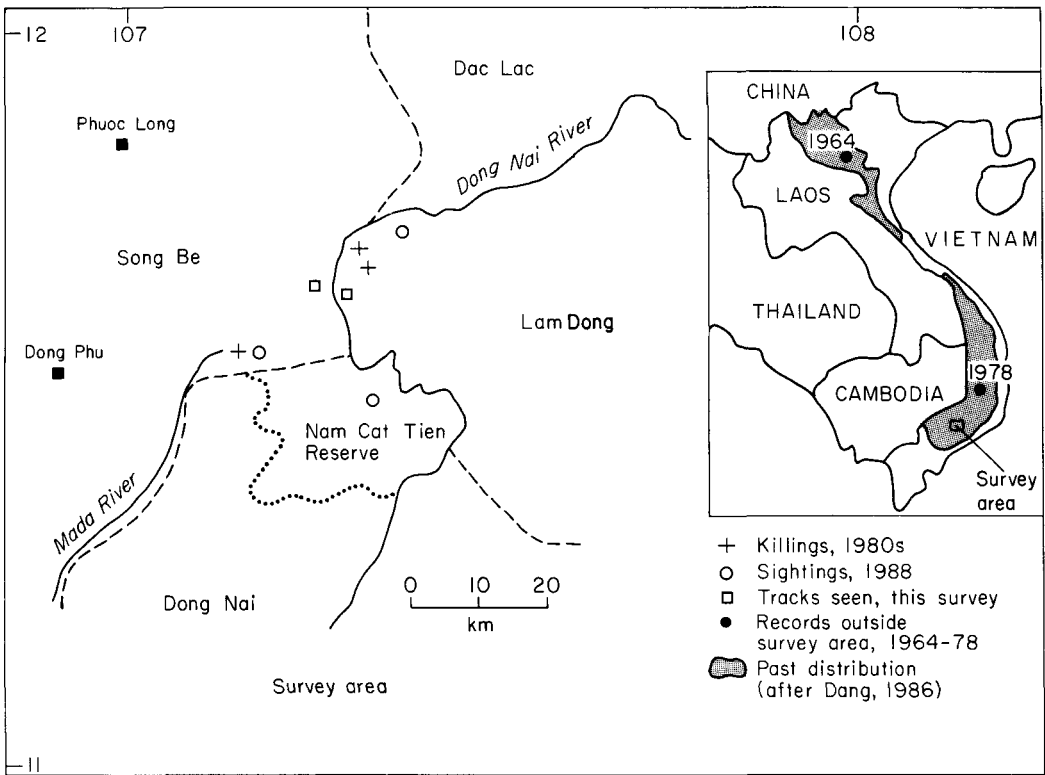 12
107
108
Dac Lac
Phuoc Long
Dong Nai River
Song Be
Lam Dong
Dong Phu
Nam Cat Tien
Reserve
Mada River
Dong Nai
0 10 20
km
Survey area
11
CHINA
1964
LAOS
VIETNAM
THAILAND
1978
CAMBODIA
Survey
area
Killings, 1980s
Sightings, 1988
Tracks seen, this survey
Records outside
survey area, 1964-78
Past distribution
(after Dang, 1986)